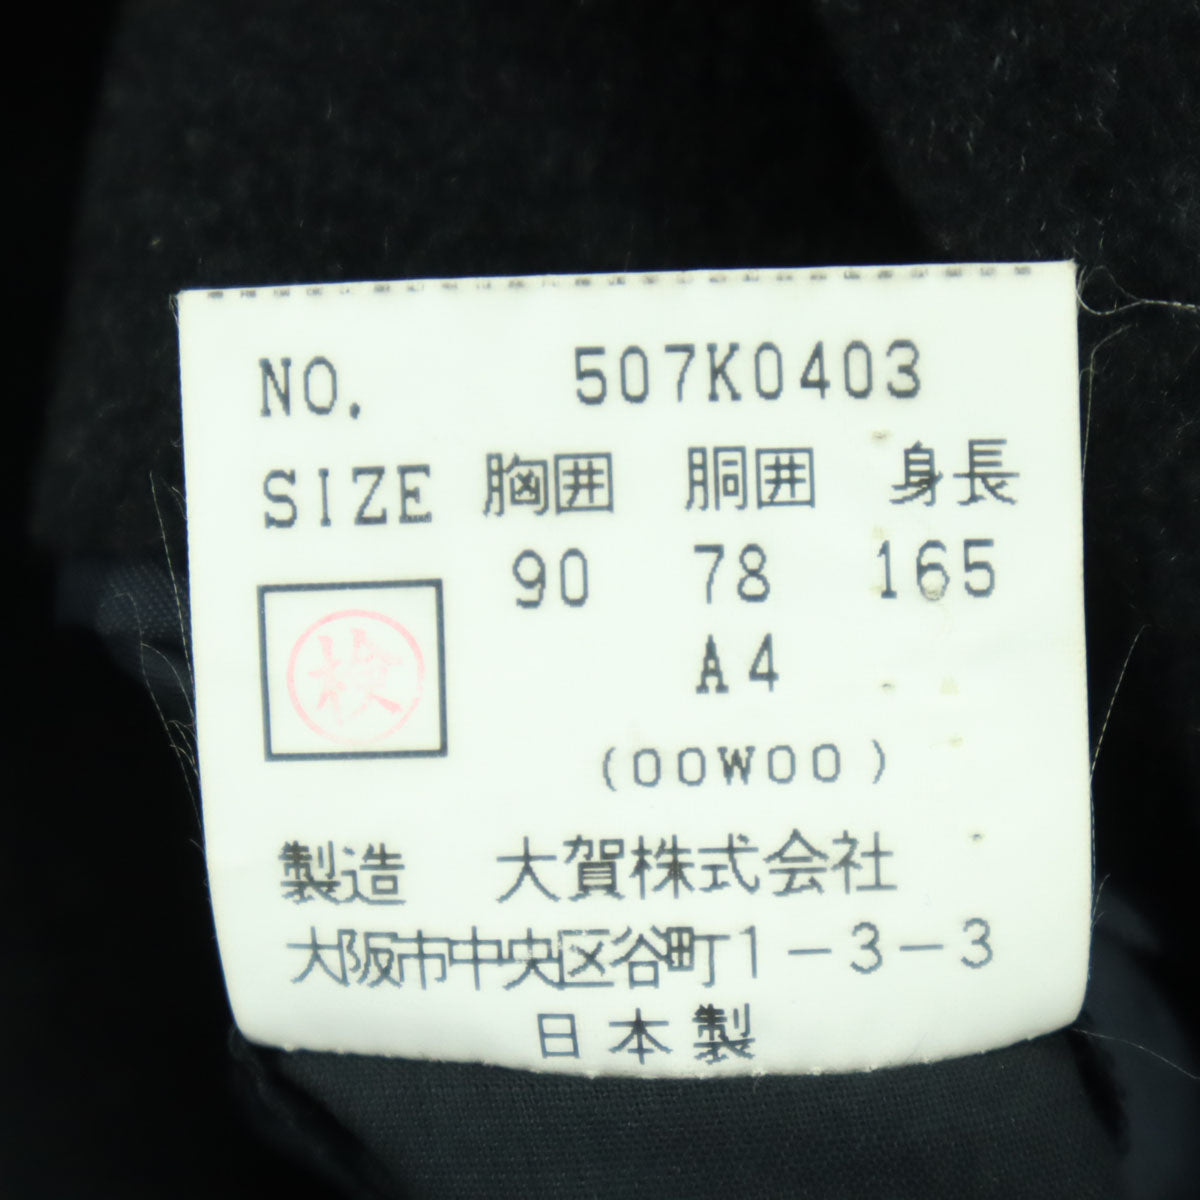 NO. 507K0403
SIZE 胸囲 胴囲 身長
90 78 165
A4
検
(00W00)
製造 大賀株式会社
大阪市中央区谷町1-3-3
日本製